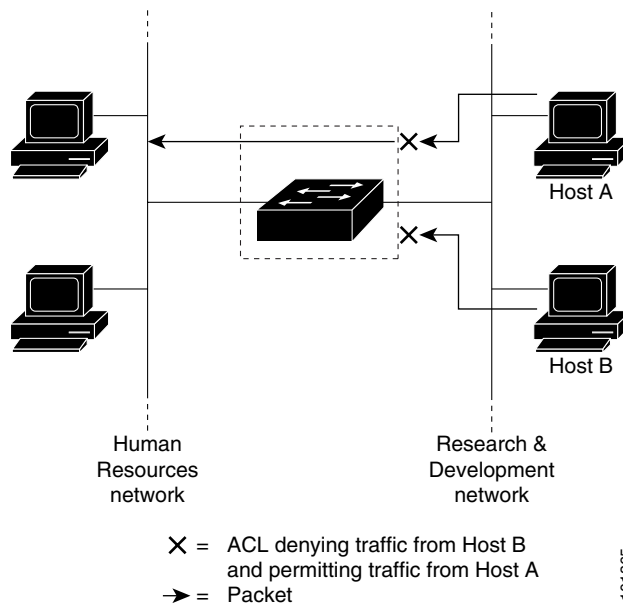 Host A
Host B
Human
Resources
network
Research &
Development
network
X = ACL denying traffic from Host B
and permitting traffic from Host A
→ = Packet